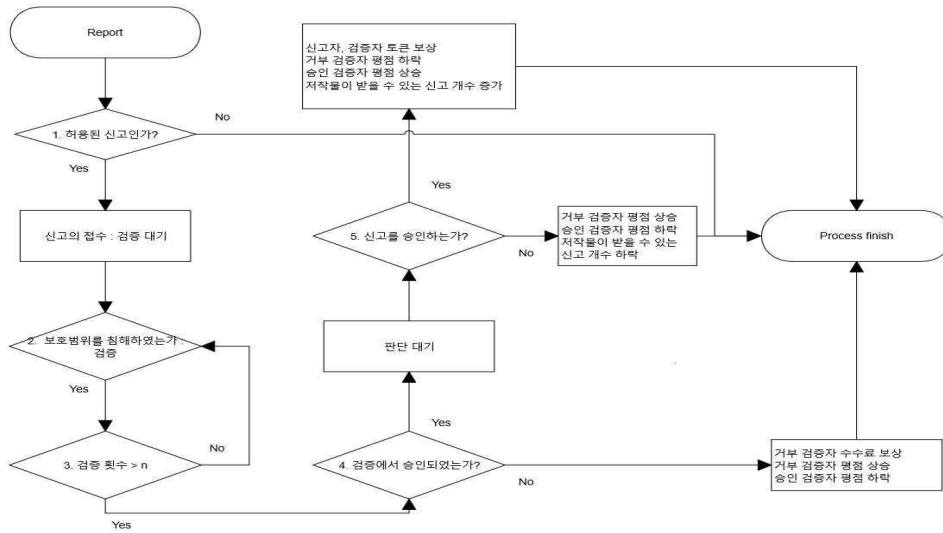 Report
1. 허용된 신고인가?
No
Yes
신고의 접수 : 검증 대기
2. 보호범위를 침해하였는가 :
검증
Yes
3. 검증 횟수 > n
No
Yes
신고자, 검증자 토큰 보상
거부 검증자 평점 하락
승인 검증자 평점 상승
저작물이 받을 수 있는 신고 개수 증가
Yes
5. 신고를 승인하는가?
No
판단 대기
Yes
4. 검증에서 승인되었는가?
No
거부 검증자 평점 상승
승인 검증자 평점 하락
저작물이 받을 수 있는
신고 개수 하락
Process finish
거부 검증자 수수료 보상
거부 검증자 평점 상승
승인 검증자 평점 하락